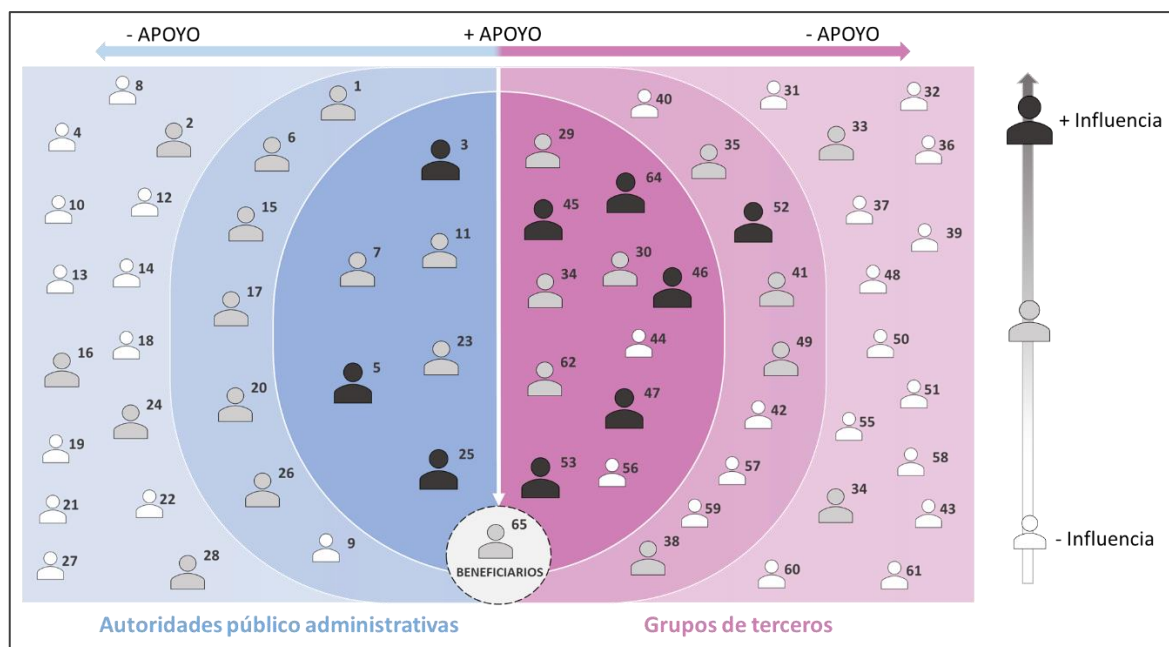 - APOYO + APOYO - APOYO
8 1 40 31 32
4 2 6 3 29 35 33 36
10 12 15 11 45 64 52 37 39
13 14 17 7 34 30 46 41 48
16 18 20 5 23 62 44 49 50
24 47 42 55 51
19 26 25 53 56 57 58
21 22 59 34 43
27 28 9 65 38 60 61
BENEFICIARIOS
+ Influencia
- Influencia
Autoridades público administrativas Grupos de terceros